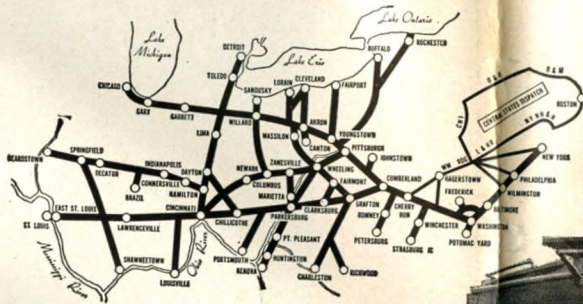 Lake Ontario
Lake Michigan
Lake Erie
DETROIT
BUFFALO
ROCHESTER
TOLEDO
SANDUSKY
LORAIN
CLEVELAND
FAIRPORT
CHICAGO
GARY
GARRETT
WILLARD
AKRON
LIMA
MASSILON
CANTON
YOUNGSTOWN
PITTSBURGH
JOHNSTOWN
D & H
B & M
BOSTON
CENTRAL STATES DISPATCH
NY NH & H
L & HR
WM RDG
NEW YORK
BEARDSTOWN
SPRINGFIELD
DECATUR
INDIANAPOLIS
DAYTON
CONNERSVILLE
HAMILTON
BRAZIL
NEWARK
ZANESVILLE
COLUMBUS
MARIETTA
WHEELING
FAIRMONT
CUMBERLAND
HAGERSTOWN
FREDERICK
PHILADELPHIA
WILMINGTON
BALTIMORE
WASHINGTON
POTOMAC YARD
ST. LOUIS
EAST ST. LOUIS
LAWRENCEVILLE
CINCINNATI
CHILLICOTHE
PARKERSBURG
CLARKSBURG
GRAFTON
ROMNEY
CHERRY RUN
WINCHESTER
PETERSBURG
STRASBURG JC
Mississippi River
SHAWNEETOWN
LOUISVILLE
Ohio River
PORTSMOUTH
KENOVA
PT. PLEASANT
HUNTINGTON
CHARLESTON
RICHWOOD